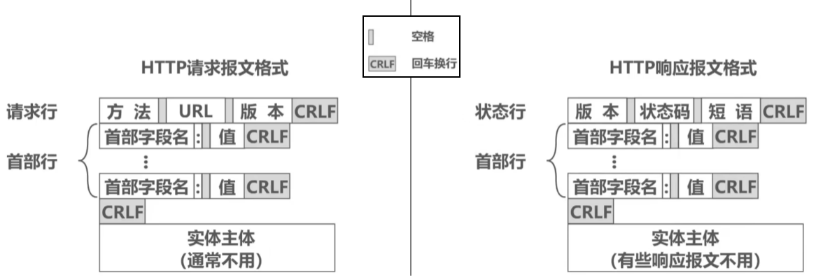 空格
CRLF 回车换行
HTTP请求报文格式
请求行 方 法 URL 版 本 CRLF
首部字段名 : 值 CRLF
首部行 ⋮
首部字段名 : 值 CRLF
CRLF
实体主体
（通常不用）
HTTP响应报文格式
状态行 版 本 状态码 短 语 CRLF
首部字段名 : 值 CRLF
首部行 ⋮
首部字段名 : 值 CRLF
CRLF
实体主体
（有些响应报文不用）